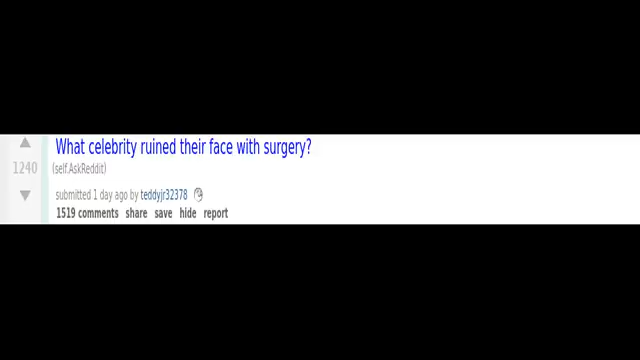 What celebrity ruined their face with surgery?
1240 (self.AskReddit)
submitted 1 day ago by teddyjr32378
1519 comments share save hide report